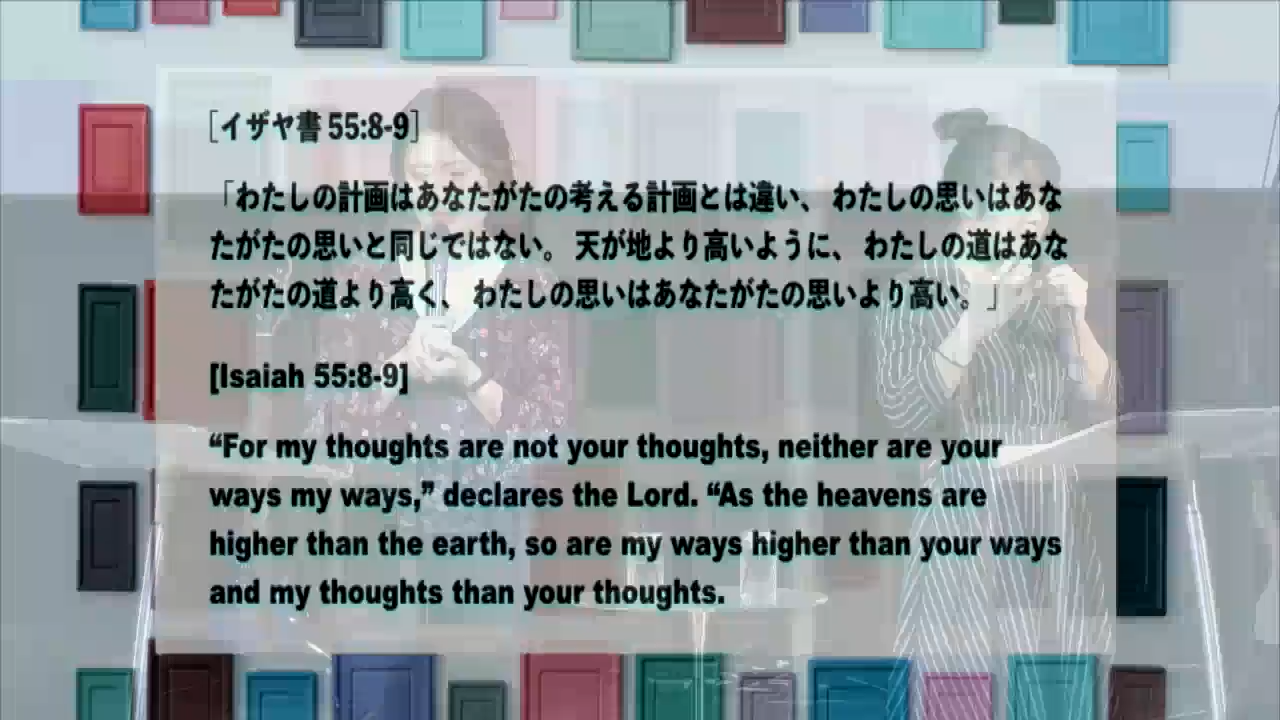 [イザヤ書 55:8-9]
「わたしの計画はあなたがたの考える計画とは違い、 わたしの思いはあな
たがたの思いと同じではない。 天が地より高いように、 わたしの道はあな
たがたの道より高く、 わたしの思いはあなたがたの思いより高い。」
[Isaiah 55:8-9]
“For my thoughts are not your thoughts, neither are your
ways my ways,” declares the Lord. “As the heavens are
higher than the earth, so are my ways higher than your ways
and my thoughts than your thoughts.